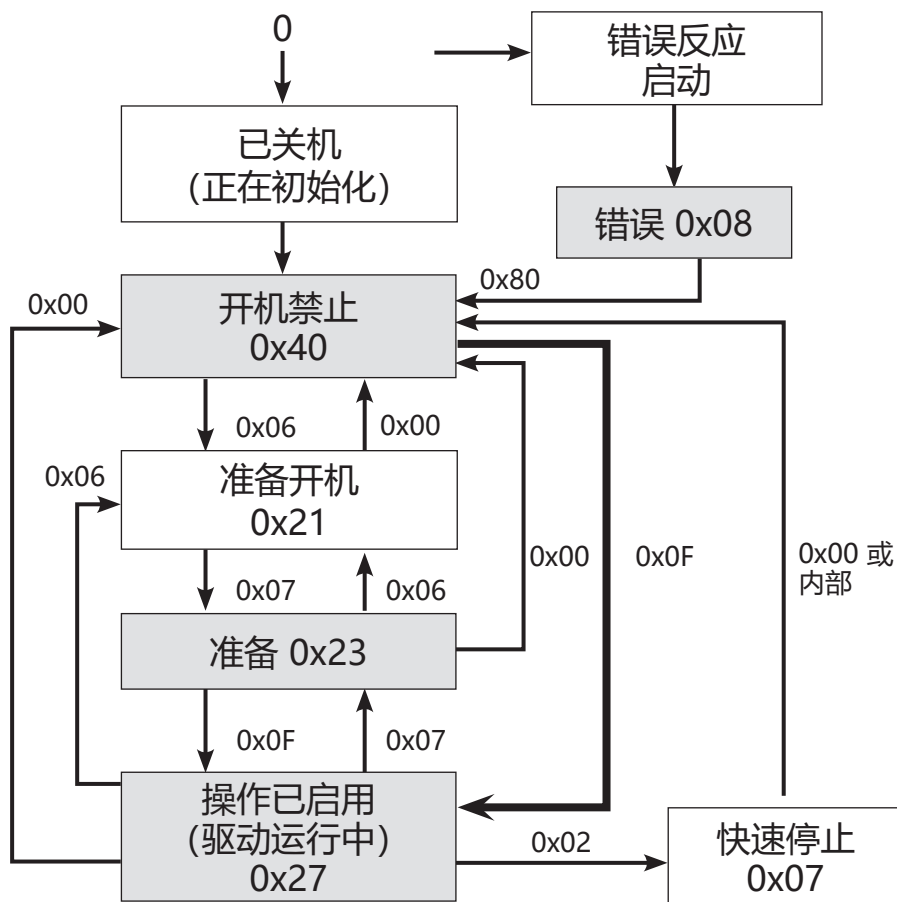 0
错误反应
启动
已关机
（正在初始化）
错误 0x08
0x80
0x00
开机禁止
0x40
0x06
0x00
0x06
准备开机
0x21
0x00
0x0F
0x00 或
内部
0x07
0x06
准备 0x23
0x0F
0x07
操作已启用
（驱动运行中）
0x27
0x02
快速停止
0x07